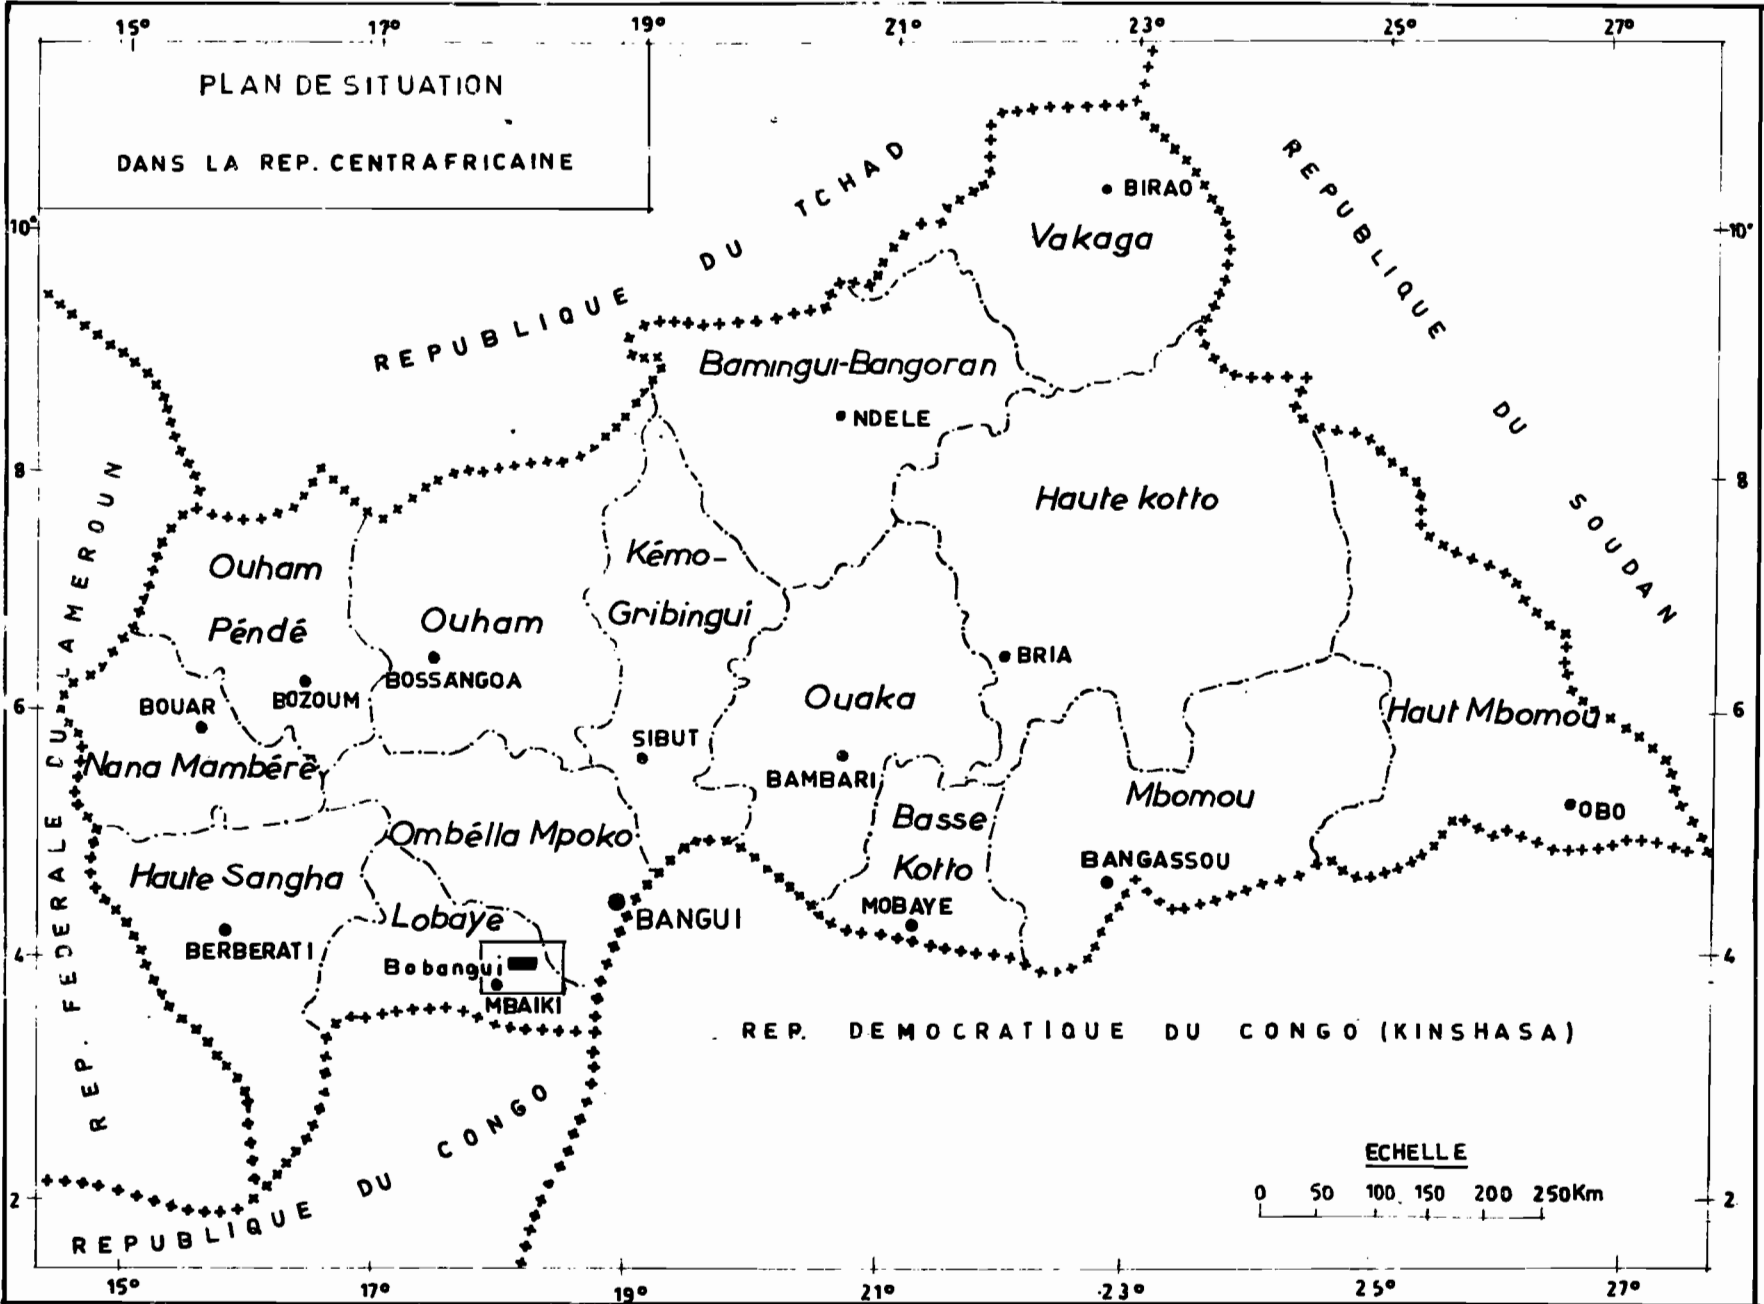 15° 17° 19° 21° 23° 25° 27°
PLAN DE SITUATION
DANS LA REP. CENTRAFRICAINE
REPUBLIQUE DU TCHAD
REPUBLIQUE DU SOUDAN
10° 10°
BIRAO
Vakaga
Bamingui-Bangoran
NDELE
8 8
Haute kotto
Kémo-
Gribingui
Ouham
Péndé
Ouham
BOSSANGOA
BOZOUM
BOUAR
BRIA
Ouaka
Haut Mbomou
6 6
SIBUT
Nana Mambérè
BAMBARI
Mbomou
OBO
Basse
Kotto
Ombélla Mpoko
Haute Sangha
BANGASSOU
MOBAYE
Lobaye
BANGUI
BERBERATI
4 4
Bobangui
MBAIKI
REP. FEDERALE DU CAMEROUN
REP. DEMOCRATIQUE DU CONGO (KINSHASA)
REPUBLIQUE DU CONGO
ECHELLE
0 50 100 150 200 250Km
2 2
15° 17° 19° 21° 23° 25° 27°